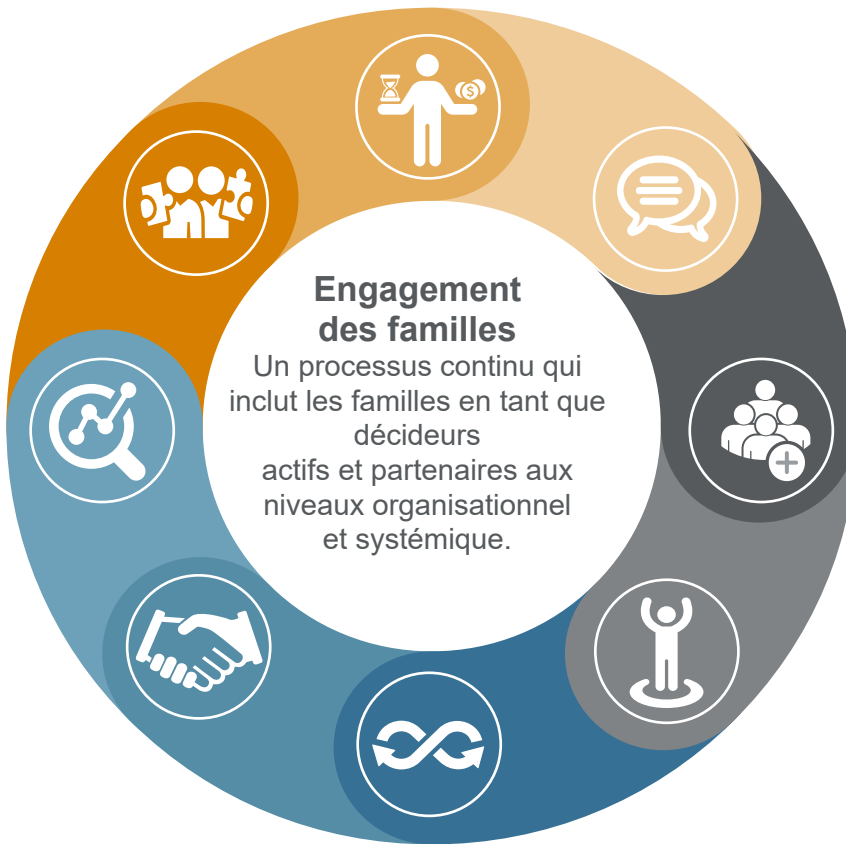 Engagement
des familles
Un processus continu qui
inclut les familles en tant que
décideurs
actifs et partenaires aux
niveaux organisationnel
et systémique.